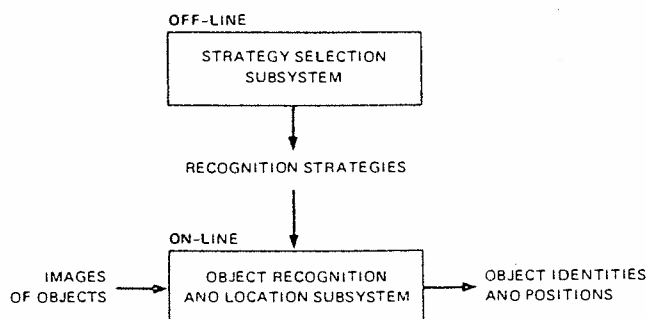 OFF-LINE
STRATEGY SELECTION
SUBSYSTEM
RECOGNITION STRATEGIES
ON-LINE
IMAGES
OF OBJECTS
OBJECT RECOGNITION
AND LOCATION SUBSYSTEM
OBJECT IDENTITIES
AND POSITIONS